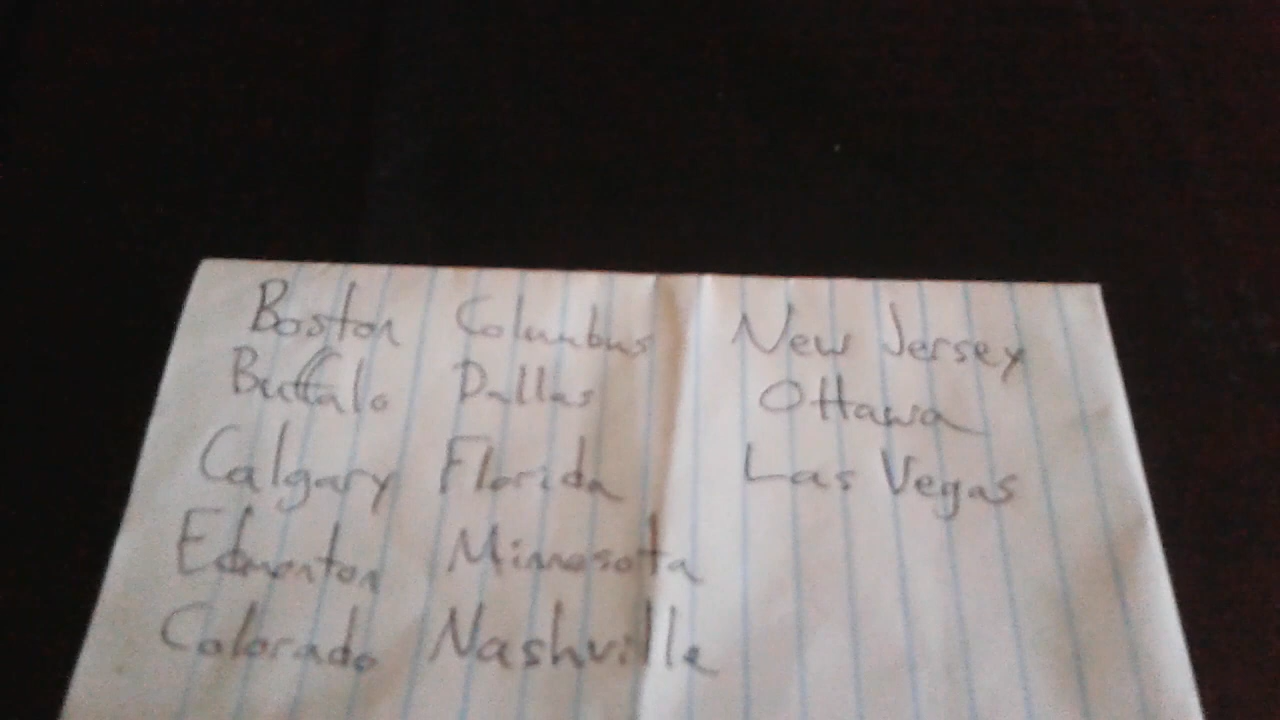 Boston Columbus New Jersey
Buffalo Dallas Ottawa
Calgary Florida Las Vegas
Edmonton Minnesota
Colorado Nashville